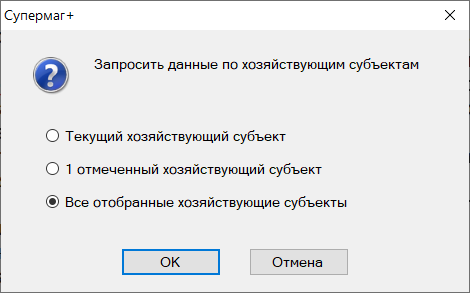 Супермаг+
Запросить данные по хозяйствующим субъектам
Текущий хозяйствующий субъект
1 отмеченный хозяйствующий субъект
Все отобранные хозяйствующие субъекты
OK
Отмена